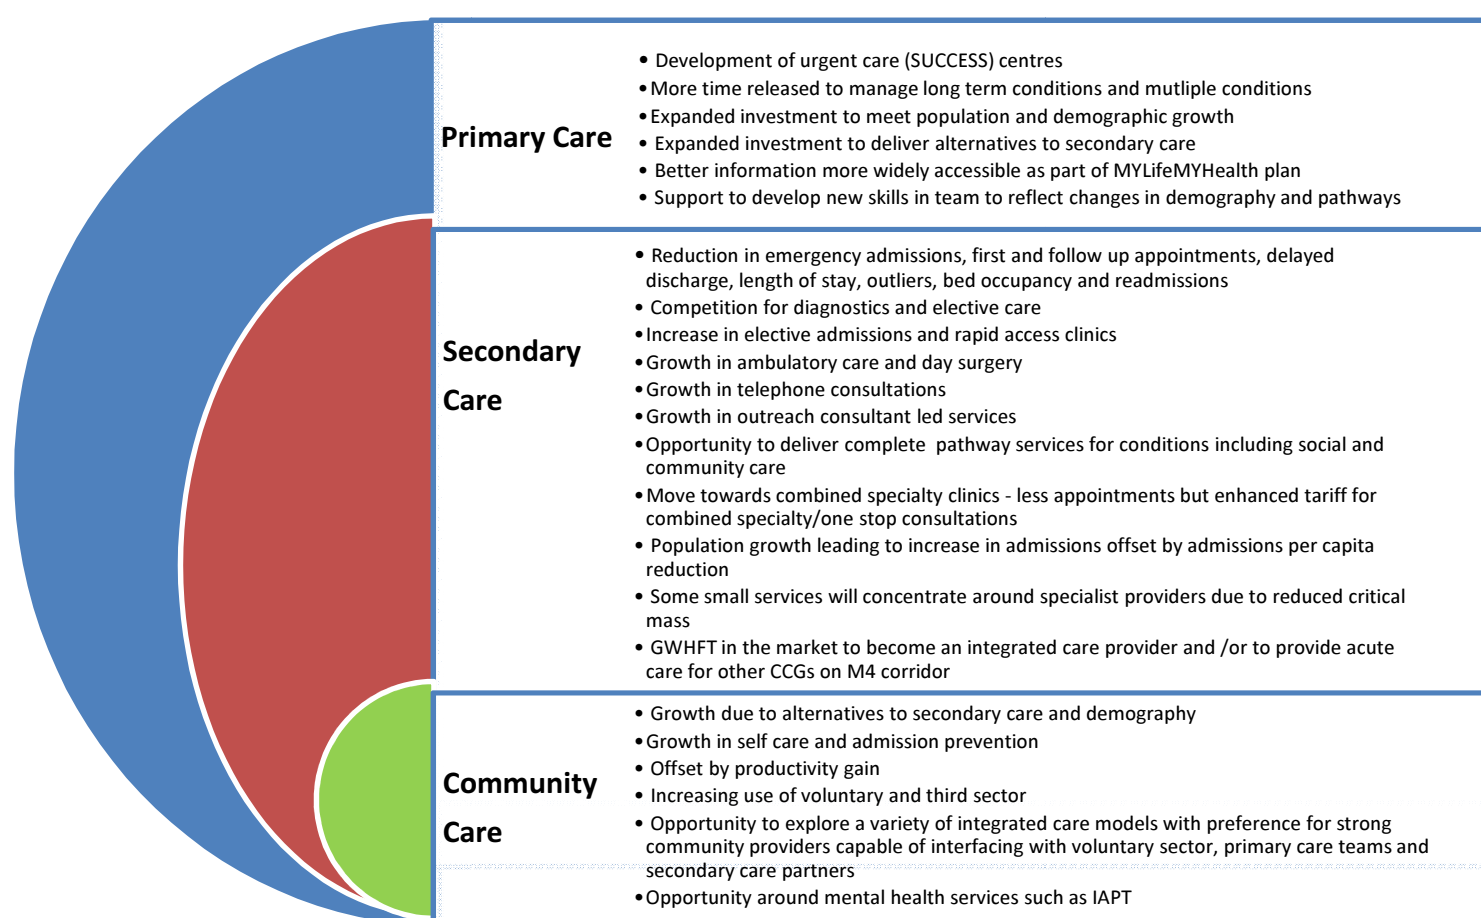 Primary Care
• Development of urgent care (SUCCESS) centres
• More time released to manage long term conditions and mutliple conditions
• Expanded investment to meet population and demographic growth
• Expanded investment to deliver alternatives to secondary care
• Better information more widely accessible as part of MYLifeMYHealth plan
• Support to develop new skills in team to reflect changes in demography and pathways
Secondary
Care
• Reduction in emergency admissions, first and follow up appointments, delayed
discharge, length of stay, outliers, bed occupancy and readmissions
• Competition for diagnostics and elective care
• Increase in elective admissions and rapid access clinics
• Growth in ambulatory care and day surgery
• Growth in telephone consultations
• Growth in outreach consultant led services
• Opportunity to deliver complete pathway services for conditions including social and
community care
• Move towards combined specialty clinics - less appointments but enhanced tariff for
combined specialty/one stop consultations
• Population growth leading to increase in admissions offset by admissions per capita
reduction
• Some small services will concentrate around specialist providers due to reduced critical
mass
• GWHFT in the market to become an integrated care provider and /or to provide acute
care for other CCGs on M4 corridor
Community
Care
• Growth due to alternatives to secondary care and demography
• Growth in self care and admission prevention
• Offset by productivity gain
• Increasing use of voluntary and third sector
• Opportunity to explore a variety of integrated care models with preference for strong
community providers capable of interfacing with voluntary sector, primary care teams and
secondary care partners
• Opportunity around mental health services such as IAPT